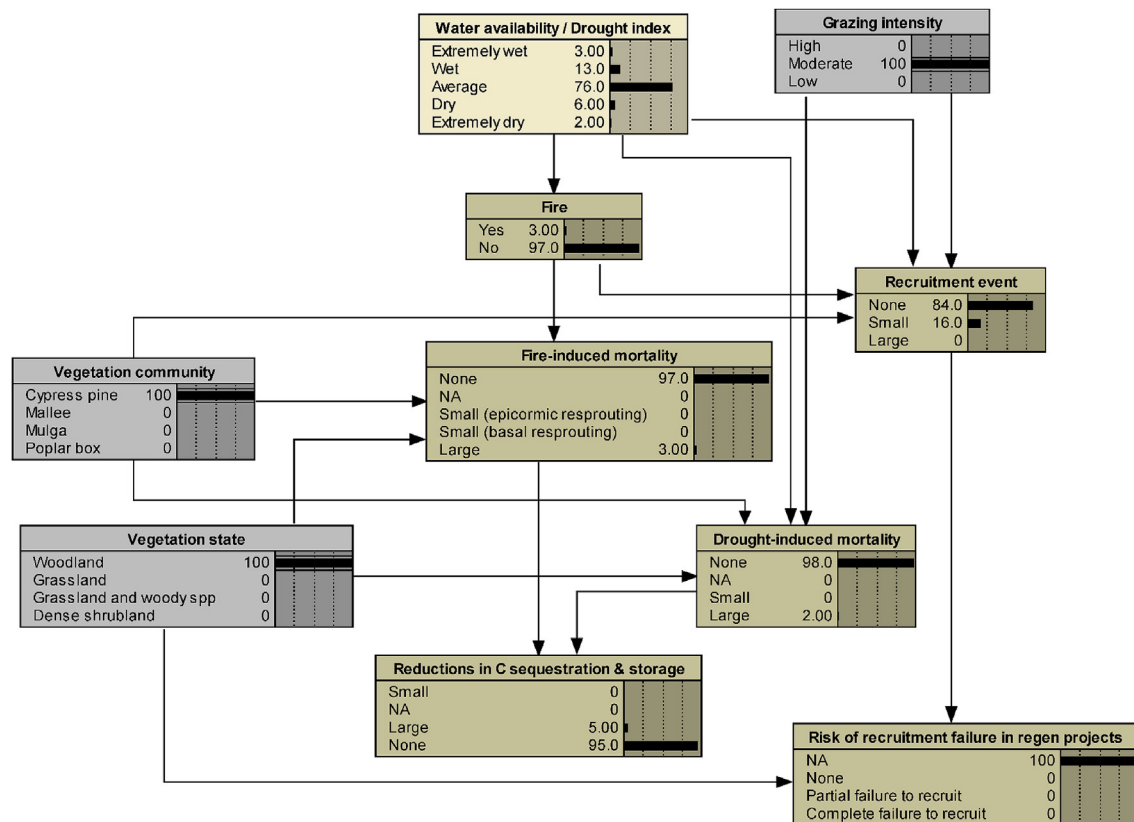 Water availability / Drought index
Extremely wet 3.00
Wet 13.0
Average 76.0
Dry 6.00
Extremely dry 2.00
Grazing intensity
High 0
Moderate 100
Low 0
Fire
Yes 3.00
No 97.0
Recruitment event
None 84.0
Small 16.0
Large 0
Fire-induced mortality
None 97.0
NA 0
Small (epicormic resprouting) 0
Small (basal resprouting) 0
Large 3.00
Vegetation community
Cypress pine 100
Mallee 0
Mulga 0
Poplar box 0
Vegetation state
Woodland 100
Grassland 0
Grassland and woody spp 0
Dense shrubland 0
Drought-induced mortality
None 98.0
NA 0
Small 0
Large 2.00
Reductions in C sequestration & storage
Small 0
NA 0
Large 5.00
None 95.0
Risk of recruitment failure in regen projects
NA 100
None 0
Partial failure to recruit 0
Complete failure to recruit 0